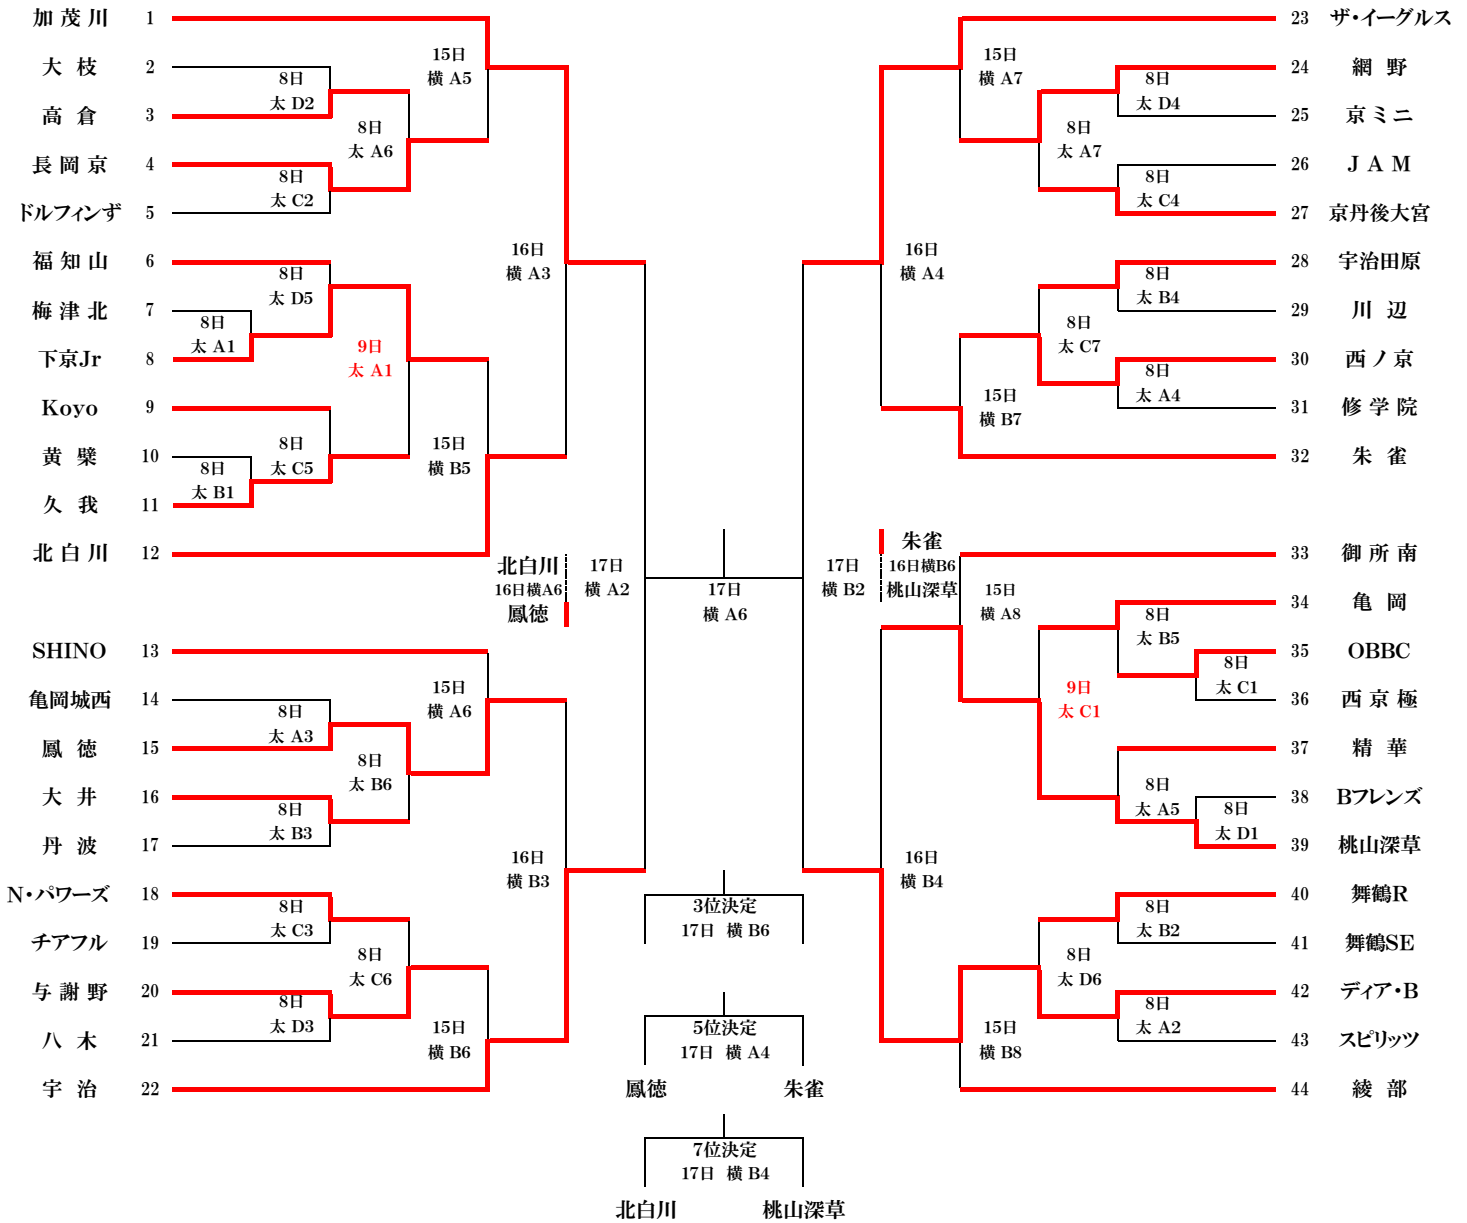 加茂川 1
大枝 2
高倉 3
長岡京 4
ドルフィンず 5
福知山 6
梅津北 7
下京Jr 8
Koyo 9
黄檗 10
久我 11
北白川 12
SHINO 13
亀岡城西 14
鳳徳 15
大井 16
丹波 17
N・パワーズ 18
チアフル 19
与謝野 20
八木 21
宇治 22
8日
太 D2
8日
太 C2
8日
太 D5
8日
太 A1
8日
太 C5
8日
太 B1
8日
太 A3
8日
太 B3
8日
太 C3
8日
太 D3
8日
太 A6
9日
太 A1
8日
太 B6
8日
太 C6
15日
横 A5
15日
横 B5
15日
横 A6
15日
横 B6
16日
横 A3
16日
横 B3
北白川
16日横A6
鳳徳
17日
横 A2
17日
横 A6
17日
横 B2
朱雀
16日横B6
桃山深草
3位決定
17日 横 B6
5位決定
17日 横 A4
鳳徳 朱雀
7位決定
17日 横 B4
北白川 桃山深草
16日
横 A4
16日
横 B4
15日
横 A7
15日
横 B7
15日
横 A8
15日
横 B8
8日
太 A7
8日
太 C7
9日
太 C1
8日
太 D6
8日
太 D4
8日
太 C4
8日
太 B4
8日
太 A4
8日
太 B5
8日
太 C1
8日
太 A5
8日
太 D1
8日
太 B2
8日
太 A2
23 ザ・イーグルス
24 網野
25 京ミニ
26 JAM
27 京丹後大宮
28 宇治田原
29 川辺
30 西ノ京
31 修学院
32 朱雀
33 御所南
34 亀岡
35 OBBC
36 西京極
37 精華
38 Bフレンズ
39 桃山深草
40 舞鶴R
41 舞鶴SE
42 ディア・B
43 スピリッツ
44 綾部